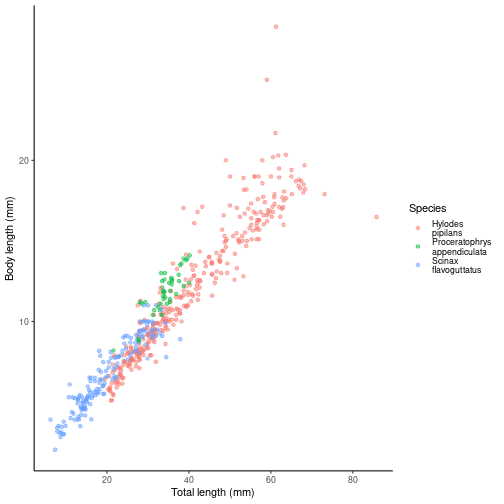 Body length (mm)
20
10
20
40
60
80
Total length (mm)
Species
Hylodes
pipilans
Proceratophrys
appendiculata
Scinax
flavoguttatus